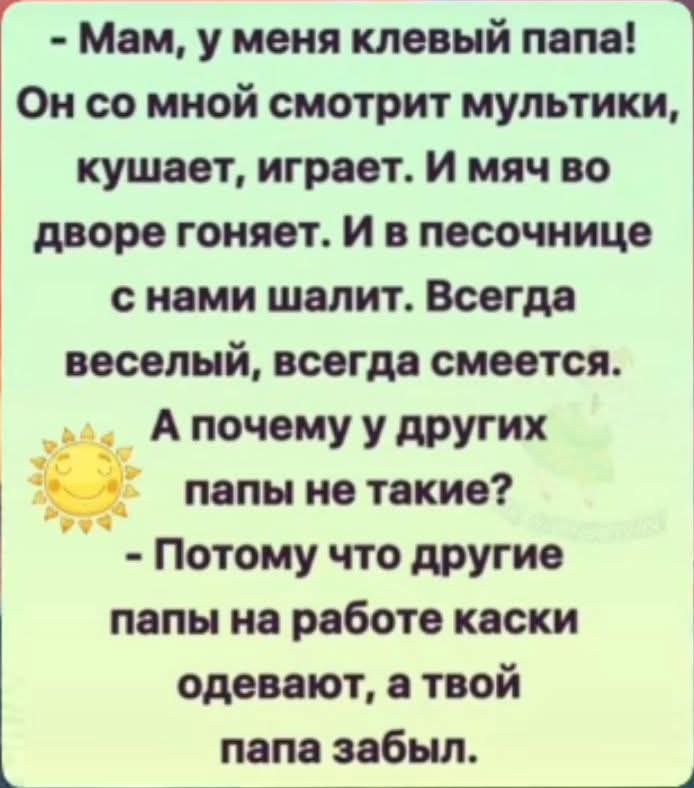 - Мам, у меня клевый папа!
Он со мной смотрит мультики,
кушает, играет. И мяч во
дворе гоняет. И в песочнице
с нами шалит. Всегда
веселый, всегда смеется.
А почему у других
папы не такие?
- Потому что другие
папы на работе каски
одевают, а твой
папа забыл.